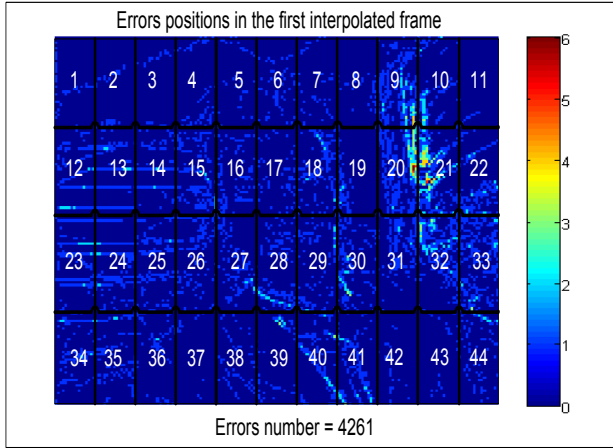 Errors positions in the first interpolated frame
1 2 3 4 5 6 7 8 9 10 11
12 13 14 15 16 17 18 19 20 21 22
23 24 25 26 27 28 29 30 31 32 33
34 35 36 37 38 39 40 41 42 43 44
6
5
4
3
2
1
0
Errors number = 4261